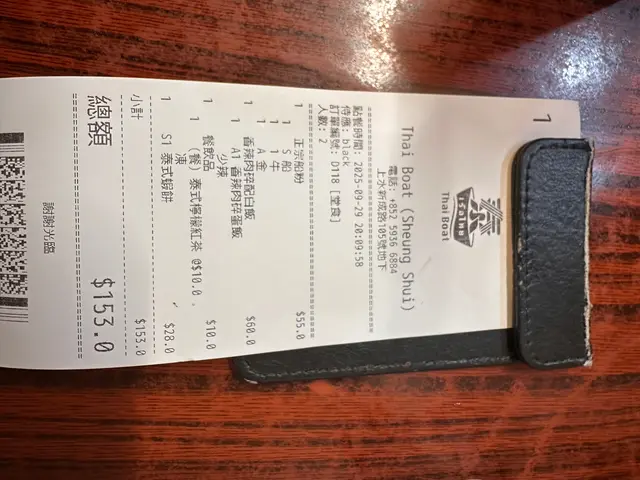 1
Thai Boat
Thai Boat (Sheung Shui)
電話: +852 5936 6884
上水新成路105號地下
點餐時間: 2025-09-29 20:09:58
侍應: black
訂單編號: D118 [堂食]
人數 2
1 正宗船粉 $55.0
1 S 船
1 牛
1 A 金
1 香辣肉碎配白飯 $60.0
1 A1 香辣肉碎蛋飯
少辣
餐飲品
1 (餐) 泰式檸檬紅茶 @$10.0 $10.0
凍
1 S1 泰式蝦餅 $28.0
小計 $153.0
總額 $153.0
謝謝光臨